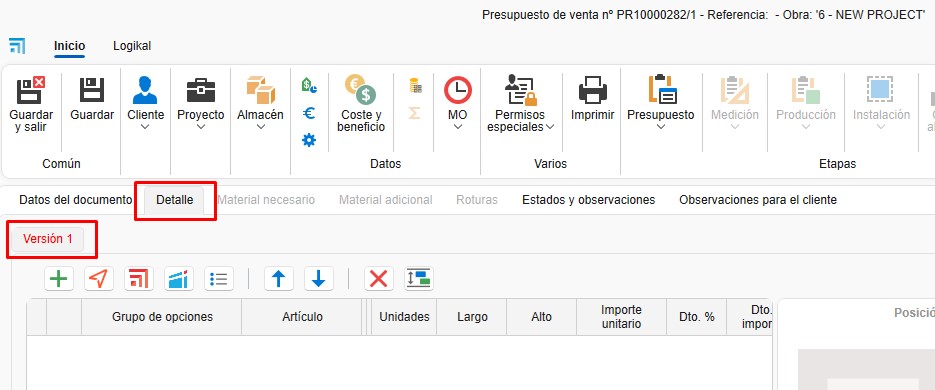 Presupuesto de venta nº PR10000282/1 - Referencia: - Obra: '6 - NEW PROJECT'
Inicio Logikal
Guardar y salir
Guardar
Cliente
Proyecto
Almacén
Coste y beneficio
MO
Permisos especiales
Imprimir
Presupuesto
Medición
Producción
Instalación
Común Datos Varios Etapas
Datos del documento Detalle Material necesario Material adicional Roturas Estados y observaciones Observaciones para el cliente
Versión 1
Grupo de opciones Artículo Unidades Largo Alto Importe unitario Dto. % Dto. impor
Posició